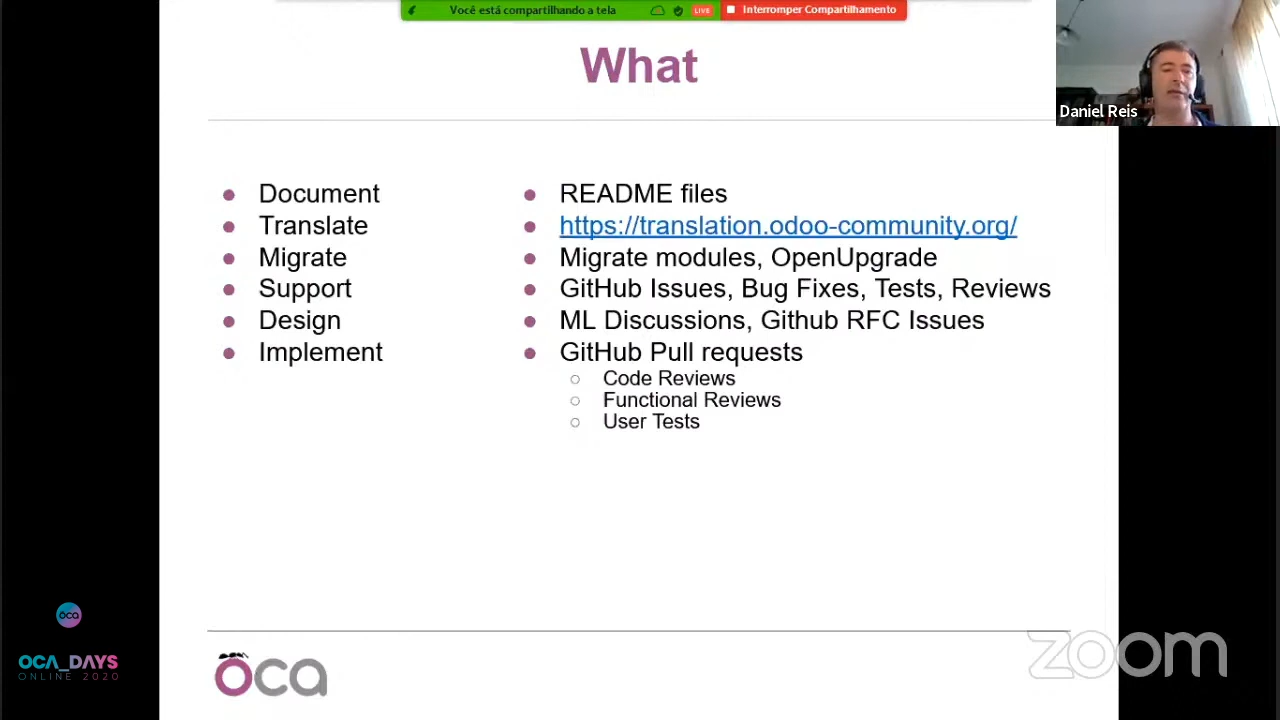 Você está compartilhando a tela
LIVE
Interromper Compartilhamento
What
Daniel Reis
Document
Translate
Migrate
Support
Design
Implement
README files
https://translation.odoo-community.org/
Migrate modules, OpenUpgrade
GitHub Issues, Bug Fixes, Tests, Reviews
ML Discussions, Github RFC Issues
GitHub Pull requests
Code Reviews
Functional Reviews
User Tests
oco
OCA_DAYS
ONLINE 2020
oca
zoom